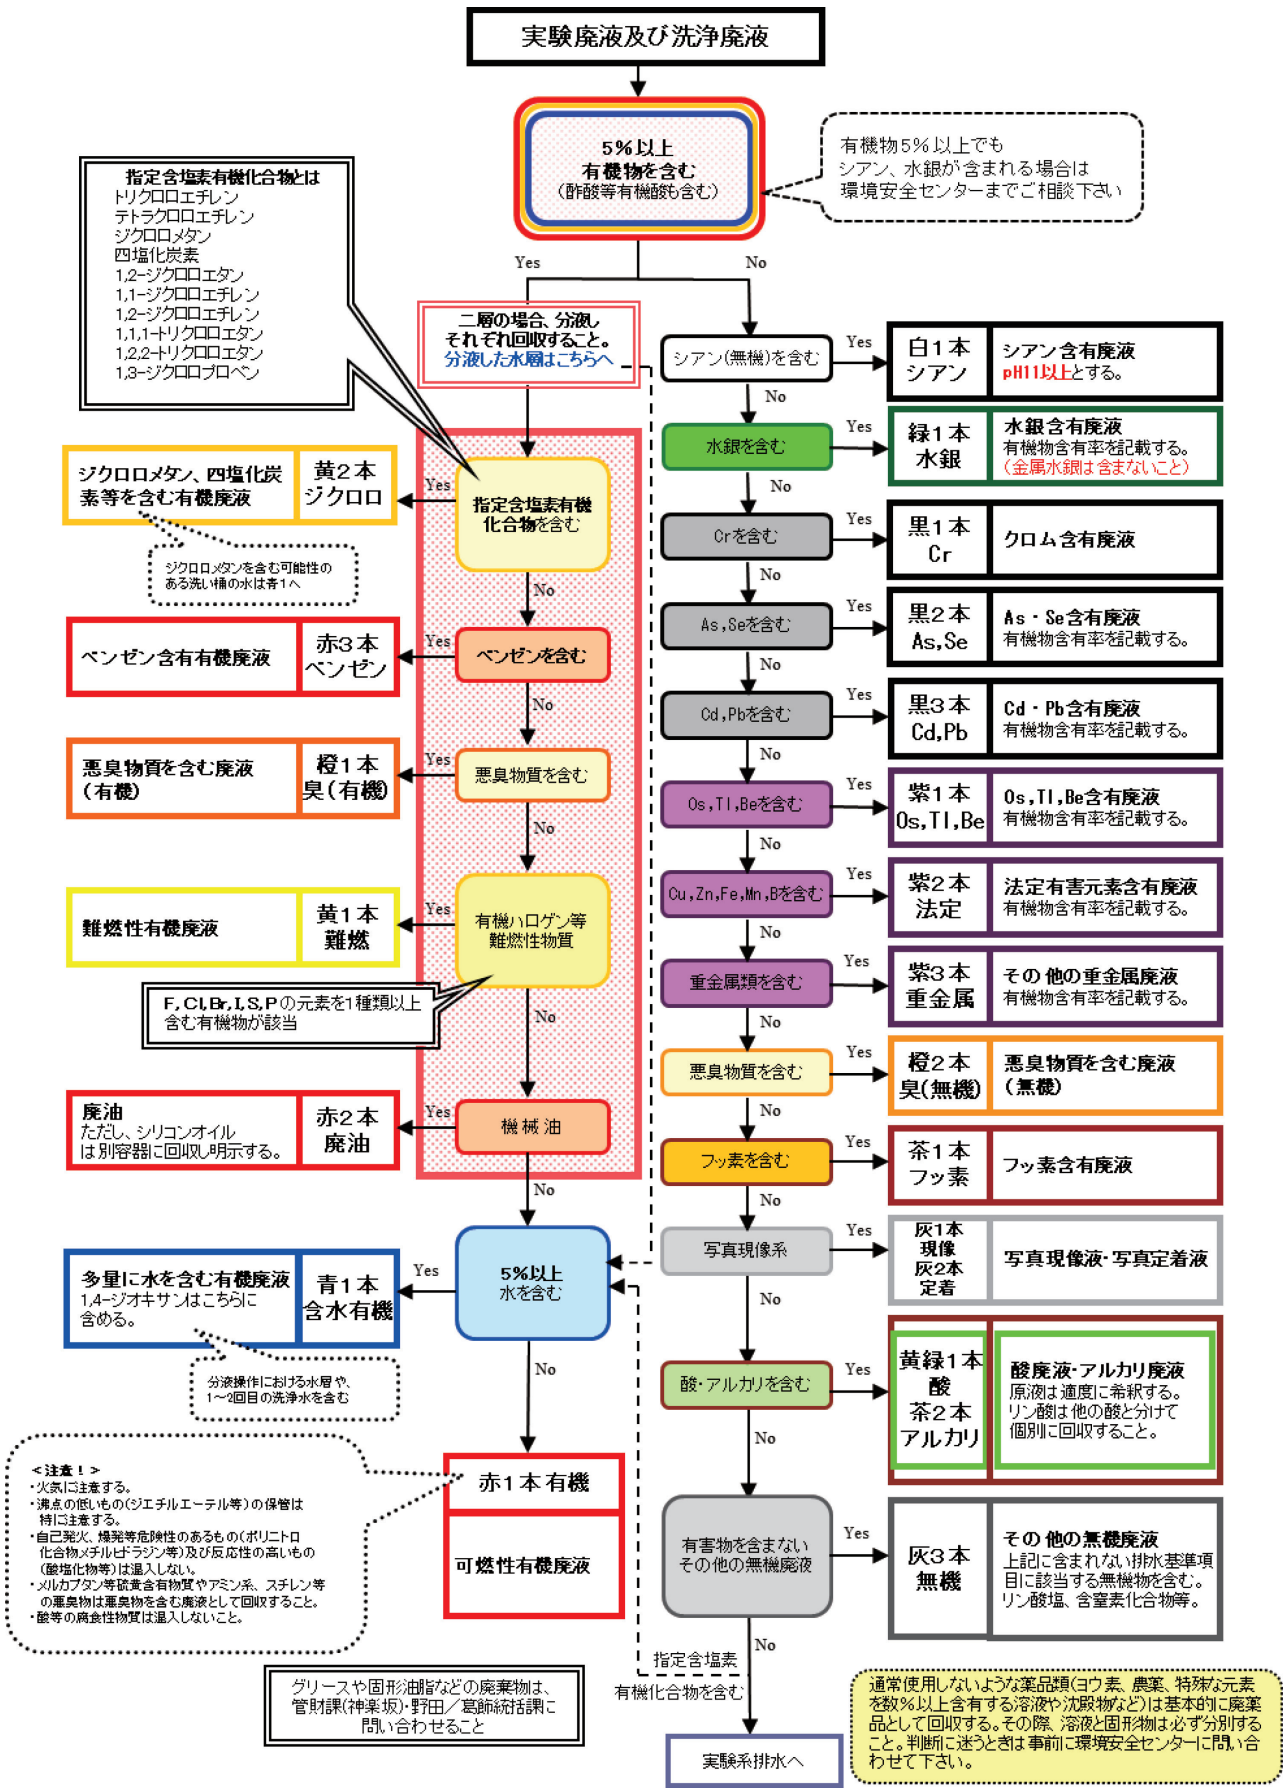 実験廃液及び洗浄廃液
5%以上
有機物を含む
(酢酸等有機酸も含む)
有機物5%以上でも
シアン、水銀が含まれる場合は
環境安全センターまでご相談下さい
指定含塩素有機化合物とは
トリクロロエチレン
テトラクロロエチレン
ジクロロメタン
四塩化炭素
1,2-ジクロロエタン
1,1-ジクロロエチレン
1,2-ジクロロエチレン
1,1,1-トリクロロエタン
1,2,2-トリクロロエタン
1,3-ジクロロプロペン
Yes
No
二層の場合、分液し
それぞれ回収すること。
分液した水層はこちらへ
シアン(無機)を含む
Yes
白1本
シアン
シアン含有廃液
pH11以上とする。
No
水銀を含む
Yes
緑1本
水銀
水銀含有廃液
有機物含有率を記載する。
(金属水銀は含まないこと)
No
Crを含む
Yes
黒1本
Cr
クロム含有廃液
No
As,Seを含む
Yes
黒2本
As,Se
As・Se含有廃液
有機物含有率を記載する。
No
Cd,Pbを含む
Yes
黒3本
Cd,Pb
Cd・Pb含有廃液
有機物含有率を記載する。
No
Os,Tl,Beを含む
Yes
紫1本
Os,Tl,Be
Os,Tl,Be含有廃液
有機物含有率を記載する。
No
Cu,Zn,Fe,Mn,Bを含む
Yes
紫2本
法定
法定有害元素含有廃液
有機物含有率を記載する。
No
重金属類を含む
Yes
紫3本
重金属
その他の重金属廃液
有機物含有率を記載する。
No
悪臭物質を含む
Yes
橙2本
臭(無機)
悪臭物質を含む廃液
(無機)
No
フッ素を含む
Yes
茶1本
フッ素
フッ素含有廃液
No
写真現像系
Yes
灰1本
現像
灰2本
定着
写真現像液・写真定着液
No
酸・アルカリを含む
Yes
黄緑1本
酸
茶2本
アルカリ
酸廃液・アルカリ廃液
原液は適度に希釈する。
リン酸は他の酸と分けて
個別に回収すること。
No
有害物を含まない
その他の無機廃液
Yes
灰3本
無機
その他の無機廃液
上記に含まれない排水基準項
目に該当する無機物を含む。
リン酸塩、含窒素化合物等。
No
指定含塩素
有機化合物を含む
実験系排水へ
指定含塩素有機
化合物を含む
Yes
黄2本
ジクロロ
ジクロロメタン、四塩化炭
素等を含む有機廃液
ジクロロメタンを含む可能性の
ある洗い桶の水は青1へ
No
ベンゼンを含む
Yes
赤3本
ベンゼン
ベンゼン含有有機廃液
No
悪臭物質を含む
Yes
橙1本
臭(有機)
悪臭物質を含む廃液
(有機)
No
有機ハロゲン等
難燃性物質
Yes
黄1本
難燃
難燃性有機廃液
F,Cl,Br,I,S,Pの元素を1種類以上
含む有機物が該当
No
機械油
Yes
赤2本
廃油
廃油
ただし、シリコンオイル
は別容器に回収し明示する。
No
5%以上
水を含む
Yes
青1本
含水有機
多量に水を含む有機廃液
1,4-ジオキサンはこちらに
含める。
分液操作における水層や、
1～2回目の洗浄水を含む
No
赤1本有機
可燃性有機廃液
<注意！>
・火気に注意する。
・沸点の低いもの(ジエチルエーテル等)の保管は
特に注意する。
・自己発火、爆発等危険性のあるもの(ポリニトロ
化合物メチルヒドラジン等)及び反応性の高いもの
(酸塩化物等)は混入しない。
・メルカプタン等硫黄含有物質やアミン系、スチレン等
の悪臭物は悪臭物を含む廃液として回収すること。
・酸等の腐食性物質は混入しないこと。
グリースや固形油脂などの廃棄物は、
管財課(神楽坂)・野田／葛飾統括課に
問い合わせること
通常使用しないような薬品類(ヨウ素、農薬、特殊な元素
を数%以上含有する溶液や沈殿物など)は基本的に廃薬
品として回収する。その際、溶液と固形物は必ず分別する
こと。判断に迷うときは事前に環境安全センターに問い合
わせて下さい。